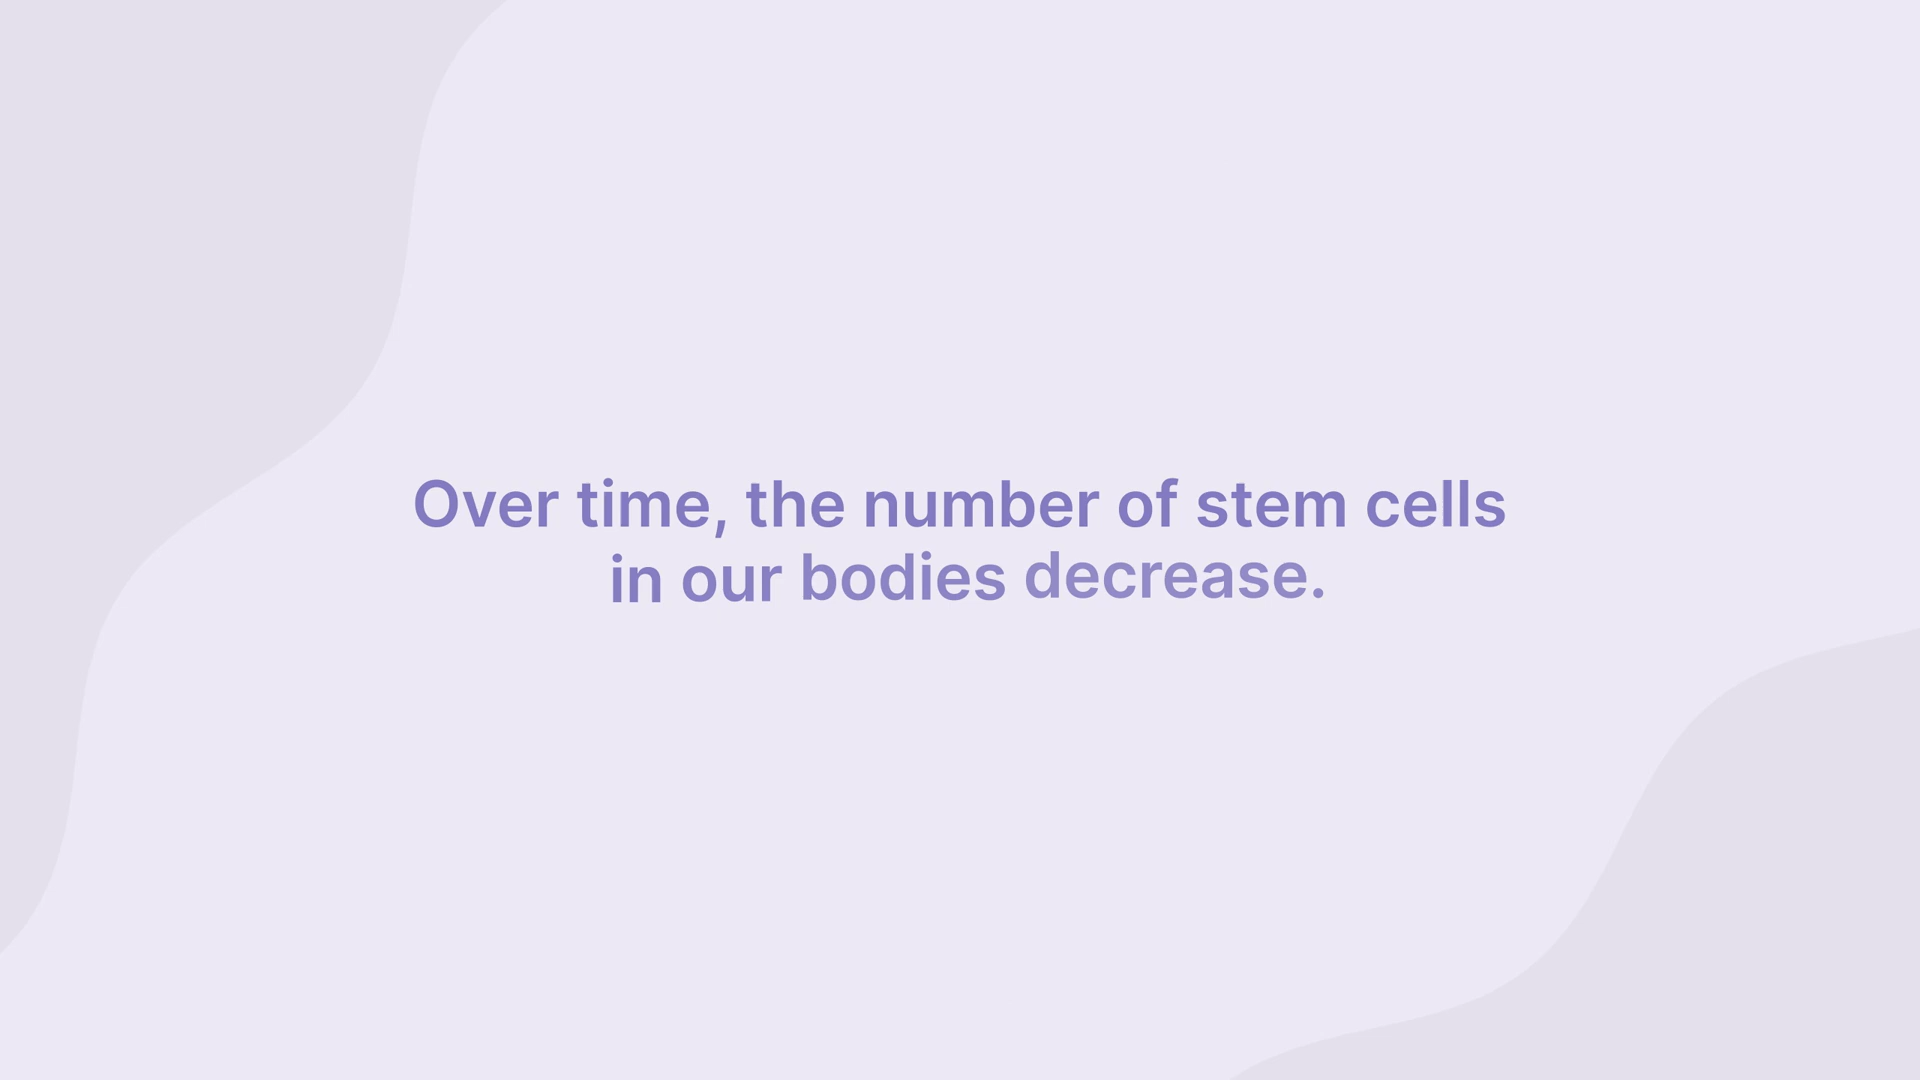 Over time, the number of stem cells
in our bodies decrease.